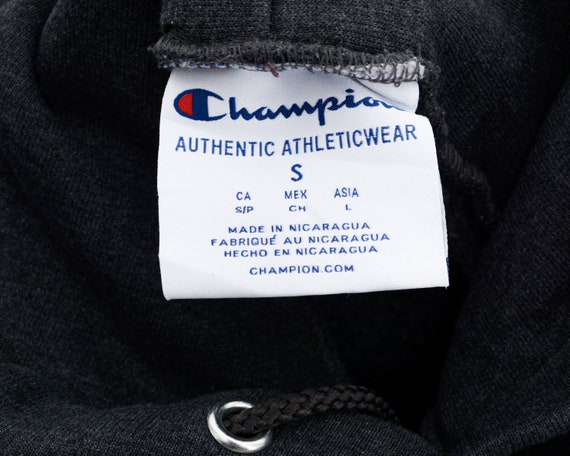 Champion
AUTHENTIC ATHLETICWEAR
S
CA MEX ASIA
S/P CH L
MADE IN NICARAGUA
FABRIQUÉ AU NICARAGUA
HECHO EN NICARAGUA
CHAMPION.COM